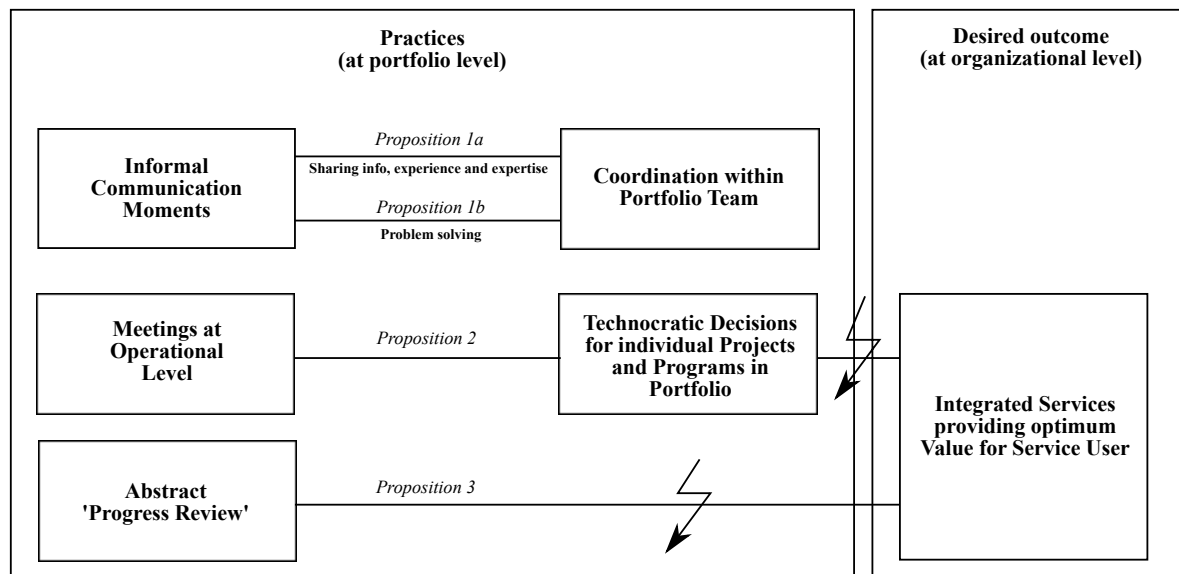 Practices
(at portfolio level)
Desired outcome
(at organizational level)
Informal
Communication
Moments
Proposition 1a
Sharing info, experience and expertise
Proposition 1b
Problem solving
Coordination within
Portfolio Team
Meetings at
Operational
Level
Proposition 2
Technocratic Decisions
for individual Projects
and Programs in
Portfolio
Integrated Services
providing optimum
Value for Service User
Abstract
'Progress Review'
Proposition 3